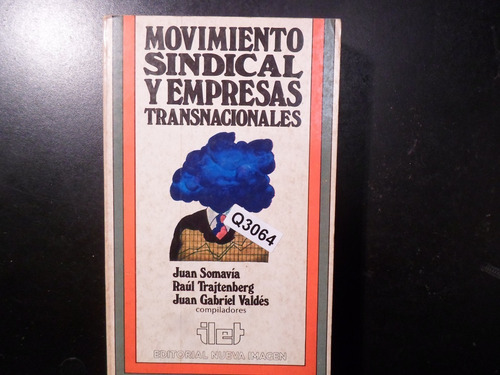 MOVIMIENTO
SINDICAL
Y EMPRESAS
TRANSNACIONALES
Q3064
Juan Somavía
Raúl Trajtenberg
Juan Gabriel Valdés
compiladores
ilet
EDITORIAL NUEVA IMAGEN